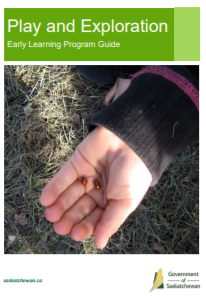 Play and Exploration
Early Learning Program Guide
saskatchewan.ca
Government
of
Saskatchewan